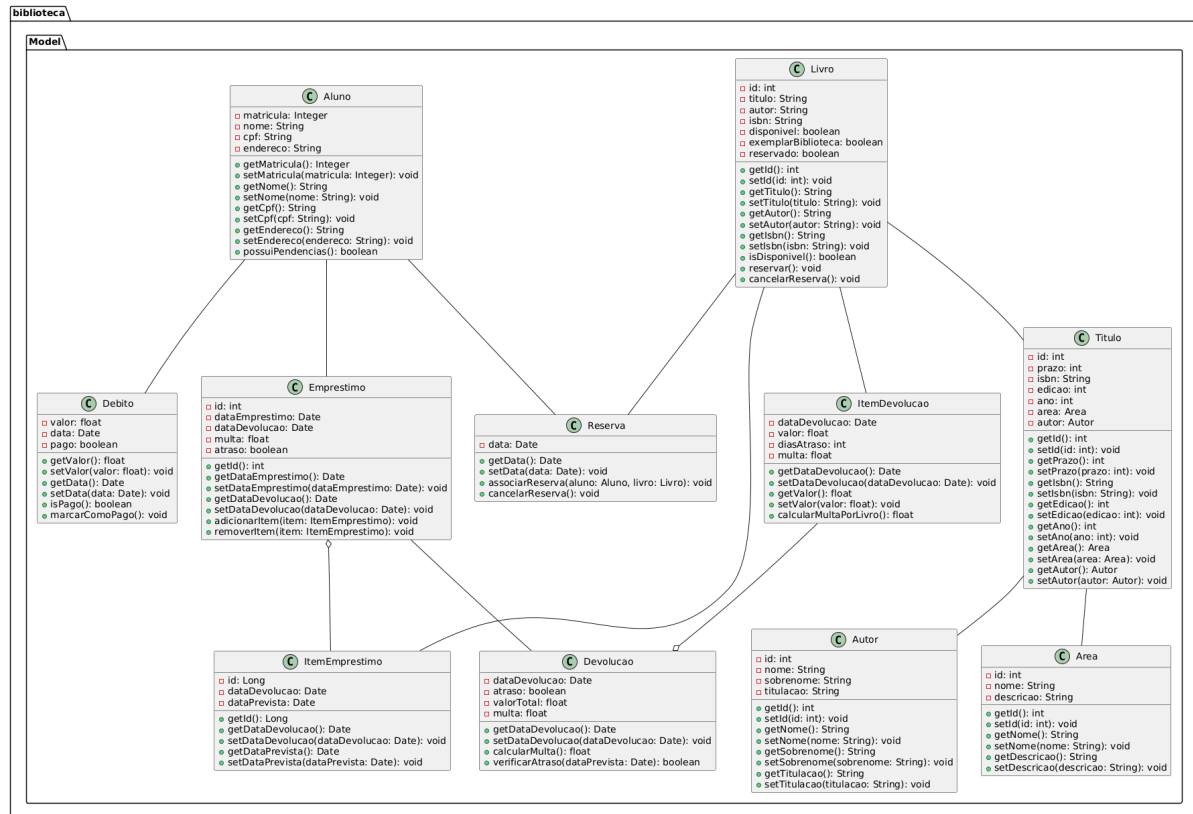 biblioteca
Model
C Aluno
matricula: Integer
nome: String
cpf: String
endereco: String
getMatricula(): Integer
setMatricula(matricula: Integer): void
getNome(): String
setNome(nome: String): void
getCpf(): String
setCpf(cpf: String): void
getEndereco(): String
setEndereco(endereco: String): void
possuiPendencias(): boolean
C Livro
id: int
titulo: String
autor: String
isbn: String
disponivel: boolean
exemplarBiblioteca: boolean
reservado: boolean
getId(): int
setId(id: int): void
getTitulo(): String
setTitulo(titulo: String): void
getAutor(): String
setAutor(autor: String): void
getIsbn(): String
setIsbn(isbn: String): void
isDisponivel(): boolean
reservar(): void
cancelarReserva(): void
C Debito
valor: float
data: Date
pago: boolean
getValor(): float
setValor(valor: float): void
getData(): Date
setData(data: Date): void
isPago(): boolean
marcarComoPago(): void
C Emprestimo
id: int
dataEmprestimo: Date
dataDevolucao: Date
multa: float
atraso: boolean
getId(): int
getDataEmprestimo(): Date
setDataEmprestimo(dataEmprestimo: Date): void
getDataDevolucao(): Date
setDataDevolucao(dataDevolucao: Date): void
adicionarItem(item: ItemEmprestimo): void
removerItem(item: ItemEmprestimo): void
C Reserva
data: Date
getData(): Date
setData(data: Date): void
associarReserva(aluno: Aluno, livro: Livro): void
cancelarReserva(): void
C ItemDevolucao
dataDevolucao: Date
valor: float
diasAtraso: int
multa: float
getDataDevolucao(): Date
setDataDevolucao(dataDevolucao: Date): void
getValor(): float
setValor(valor: float): void
calcularMultaPorLivro(): float
C Titulo
id: int
prazo: int
isbn: String
edicao: int
ano: int
area: Area
autor: Autor
getId(): int
setId(id: int): void
getPrazo(): int
setPrazo(prazo: int): void
getIsbn(): String
setIsbn(isbn: String): void
getEdicao(): int
setEdicao(edicao: int): void
getAno(): int
setAno(ano: int): void
getArea(): Area
setArea(area: Area): void
getAutor(): Autor
setAutor(autor: Autor): void
C ItemEmprestimo
id: Long
dataDevolucao: Date
dataPrevista: Date
getId(): Long
getDataDevolucao(): Date
setDataDevolucao(dataDevolucao: Date): void
getDataPrevista(): Date
setDataPrevista(dataPrevista: Date): void
C Devolucao
dataDevolucao: Date
atraso: boolean
valorTotal: float
multa: float
getDataDevolucao(): Date
setDataDevolucao(dataDevolucao: Date): void
calcularMulta(): float
verificarAtraso(dataPrevista: Date): boolean
C Autor
id: int
nome: String
sobrenome: String
titulacao: String
getId(): int
setId(id: int): void
getNome(): String
setNome(nome: String): void
getSobrenome(): String
setSobrenome(sobrenome: String): void
getTitulacao(): String
setTitulacao(titulacao: String): void
C Area
id: int
nome: String
descricao: String
getId(): int
setId(id: int): void
getNome(): String
setNome(nome: String): void
getDescricao(): String
setDescricao(descricao: String): void